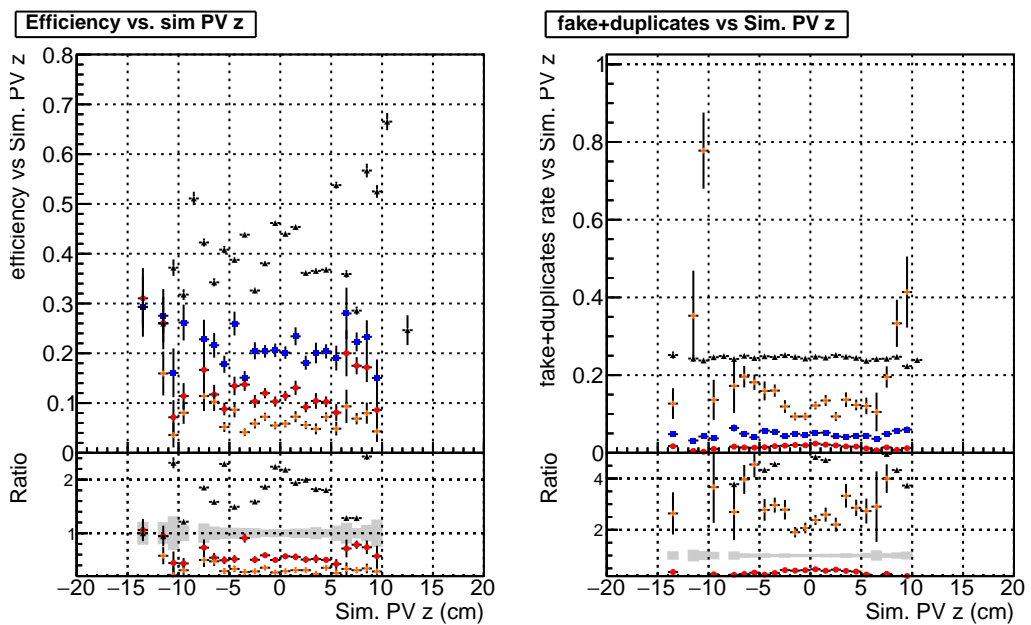 Efficiency vs. sim PV z
efficiency vs Sim. PV z
0.8
0.7
0.6
0.5
0.4
0.3
0.2
0.1
0
Ratio
2
1
−20 −15 −10 −5 0 5 10 15 20
Sim. PV z (cm)
fake+duplicates vs Sim. PV z
fake+duplicates rate vs Sim. PV z
1
0.8
0.6
0.4
0.2
0
Ratio
4
2
−20 −15 −10 −5 0 5 10 15 20
Sim. PV z (cm)